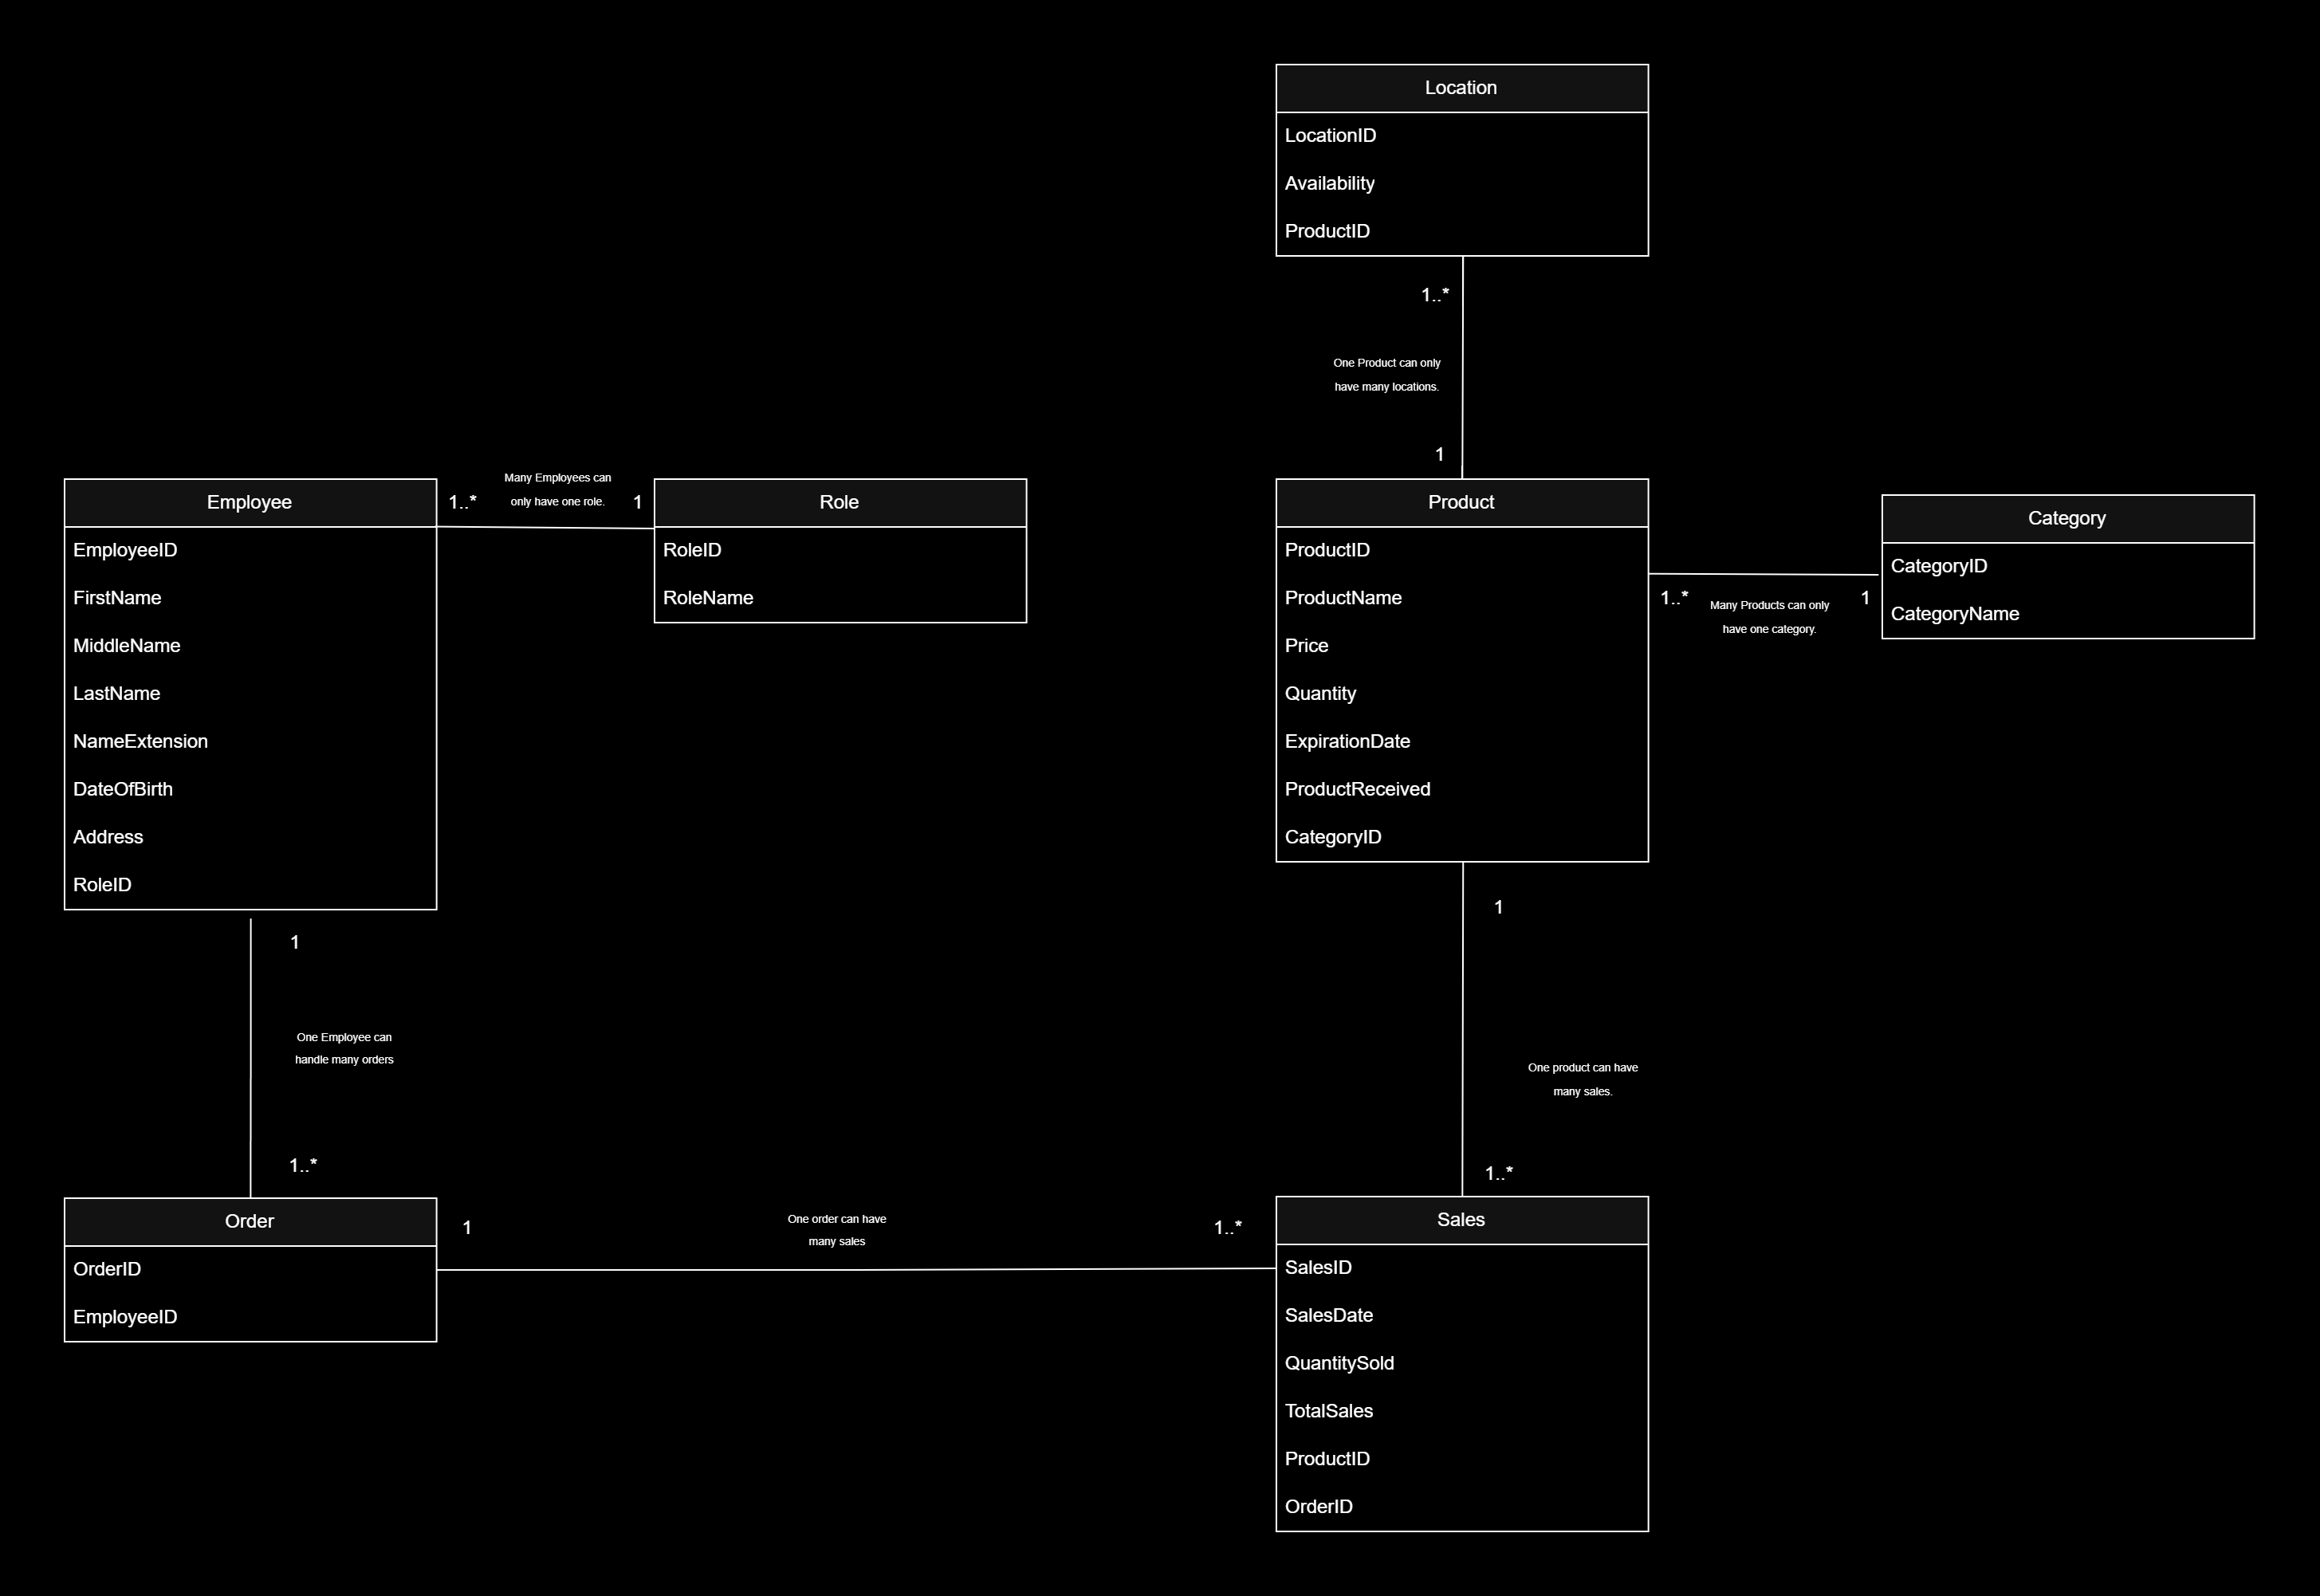 Location
LocationID
Availability
ProductID
1..*
One Product can only
have many locations.
1
Employee
EmployeeID
FirstName
MiddleName
LastName
NameExtension
DateOfBirth
Address
RoleID
1..*
Many Employees can
only have one role.
1
Role
RoleID
RoleName
Product
ProductID
ProductName
Price
Quantity
ExpirationDate
ProductReceived
CategoryID
1..*
Many Products can only
have one category.
1
Category
CategoryID
CategoryName
1
One Employee can
handle many orders
1..*
1
One product can have
many sales.
1..*
Order
OrderID
EmployeeID
1
One order can have
many sales
1..*
Sales
SalesID
SalesDate
QuantitySold
TotalSales
ProductID
OrderID